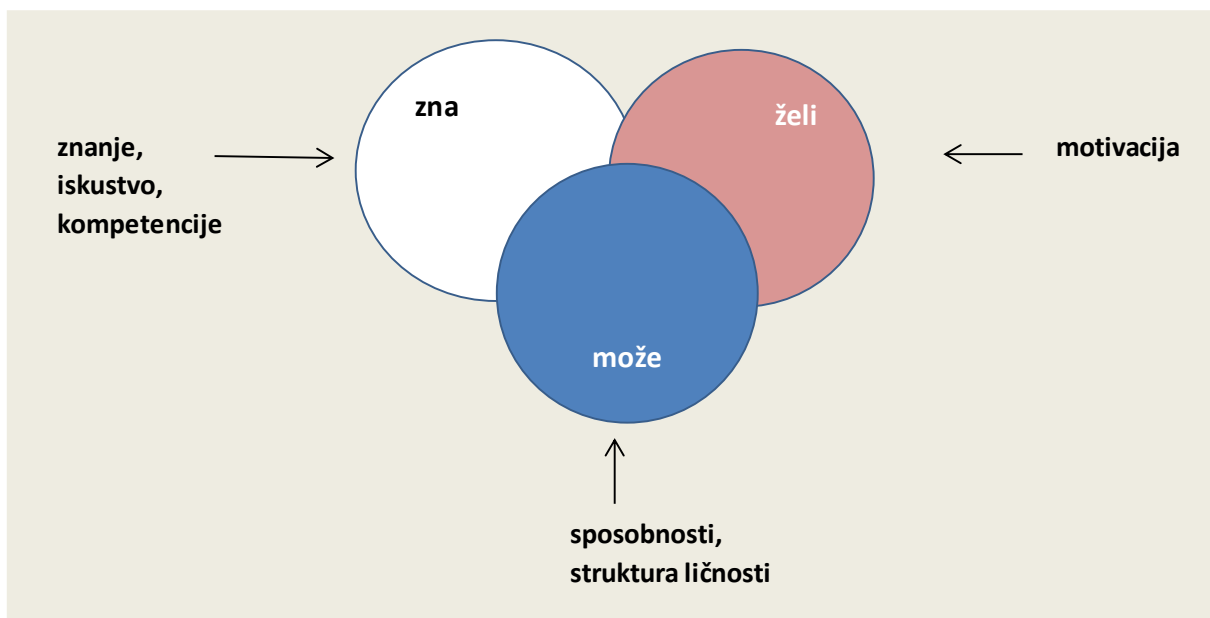 zna
želi
znanje,
iskustvo,
kompetencije
motivacija
može
sposobnosti,
struktura ličnosti